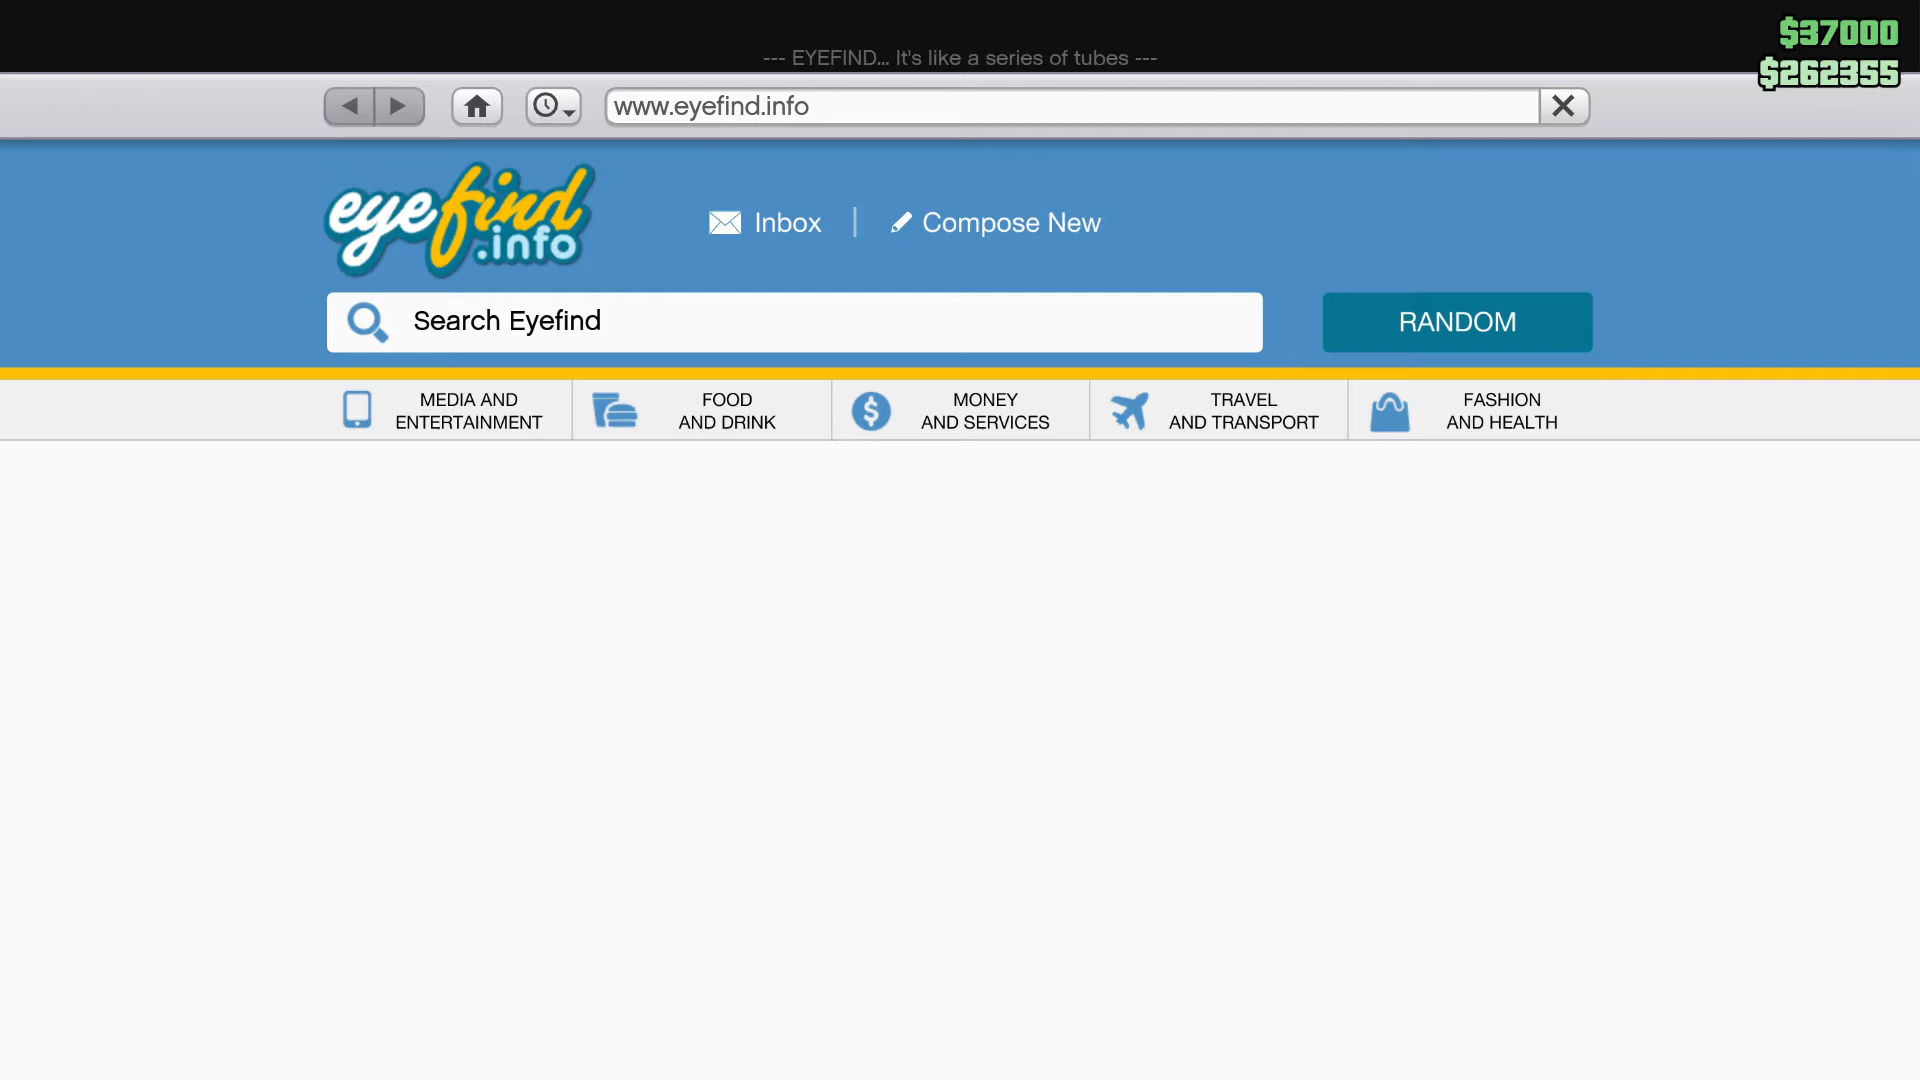 $37000
--- EYEFIND... It's like a series of tubes ---
$262355
www.eyefind.info
eyefind
.info
Inbox
Compose New
Search Eyefind
RANDOM
MEDIA AND
ENTERTAINMENT
FOOD
AND DRINK
MONEY
AND SERVICES
TRAVEL
AND TRANSPORT
FASHION
AND HEALTH